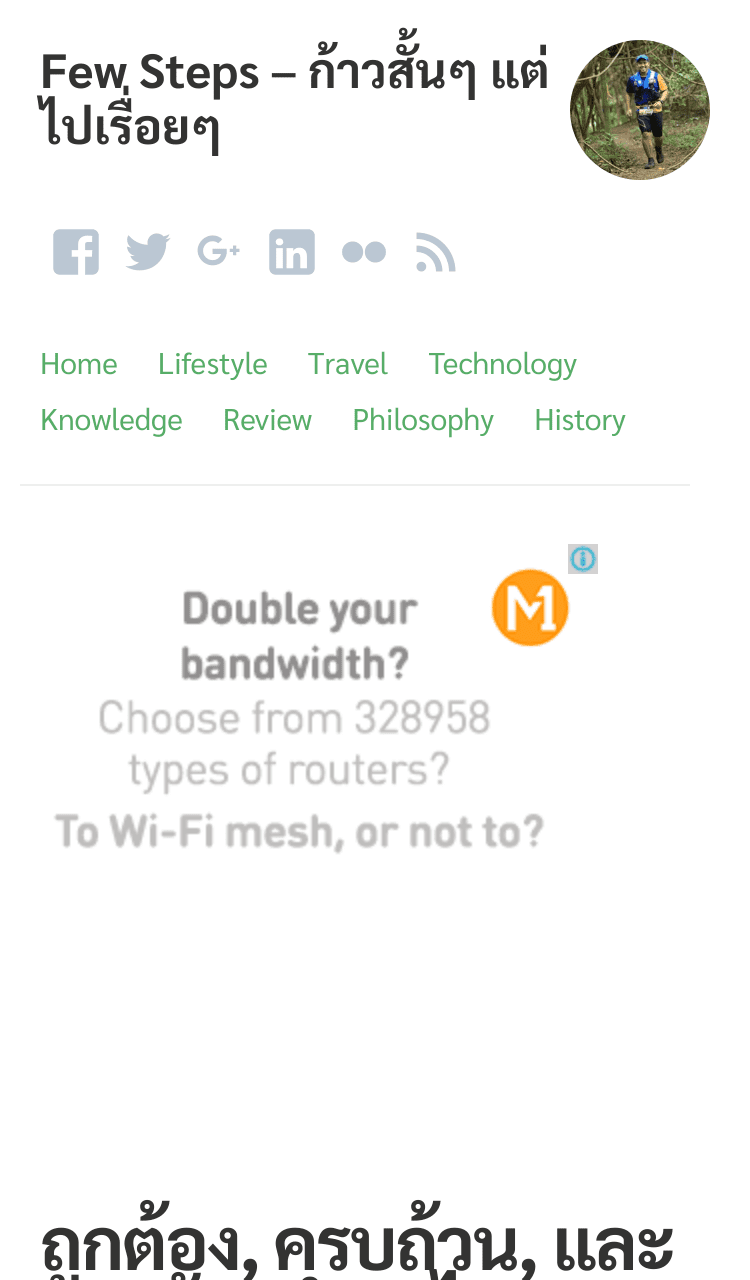 Few Steps – ก้าวสั้นๆ แต่
ไปเรื่อยๆ
Home Lifestyle Travel Technology
Knowledge Review Philosophy History
M1
Double your
bandwidth?
Choose from 328958
types of routers?
To Wi-Fi mesh, or not to?
ถูกต้อง, ครบถ้วน, และ